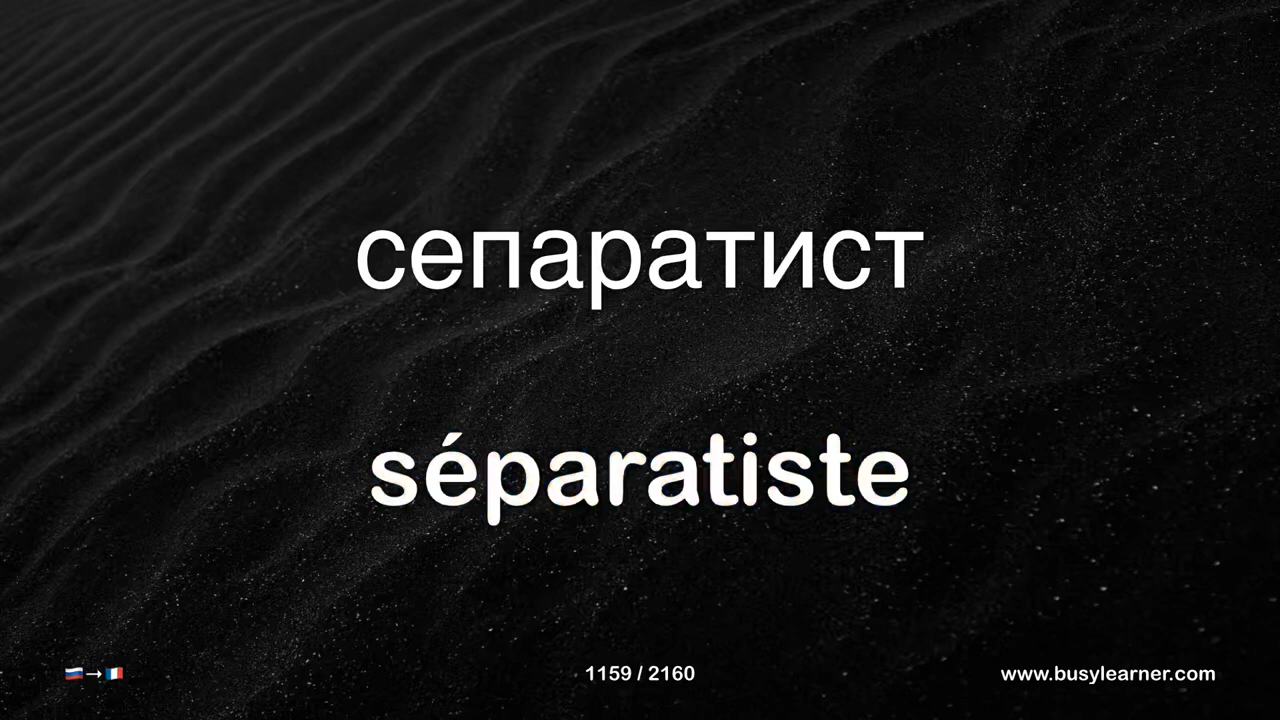 сепаратист
séparatiste
🇷🇺→🇫🇷
1159 / 2160
www.busylearner.com